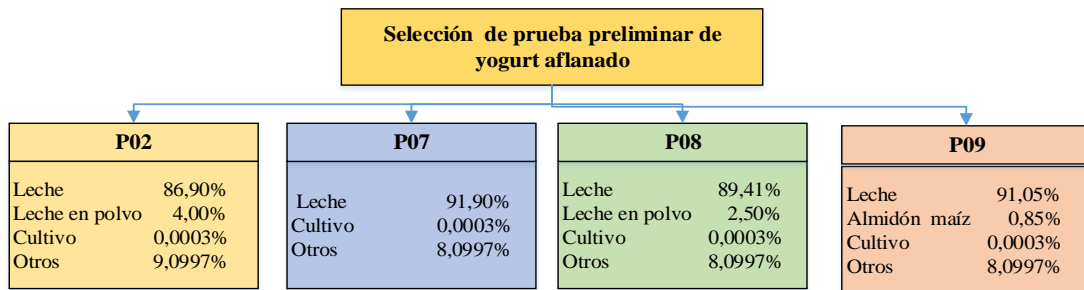 Selección de prueba preliminar de
yogurt aflanado
P02
Leche 86,90%
Leche en polvo 4,00%
Cultivo 0,0003%
Otros 9,0997%
P07
Leche 91,90%
Cultivo 0,0003%
Otros 8,0997%
P08
Leche 89,41%
Leche en polvo 2,50%
Cultivo 0,0003%
Otros 8,0997%
P09
Leche 91,05%
Almidón maíz 0,85%
Cultivo 0,0003%
Otros 8,0997%